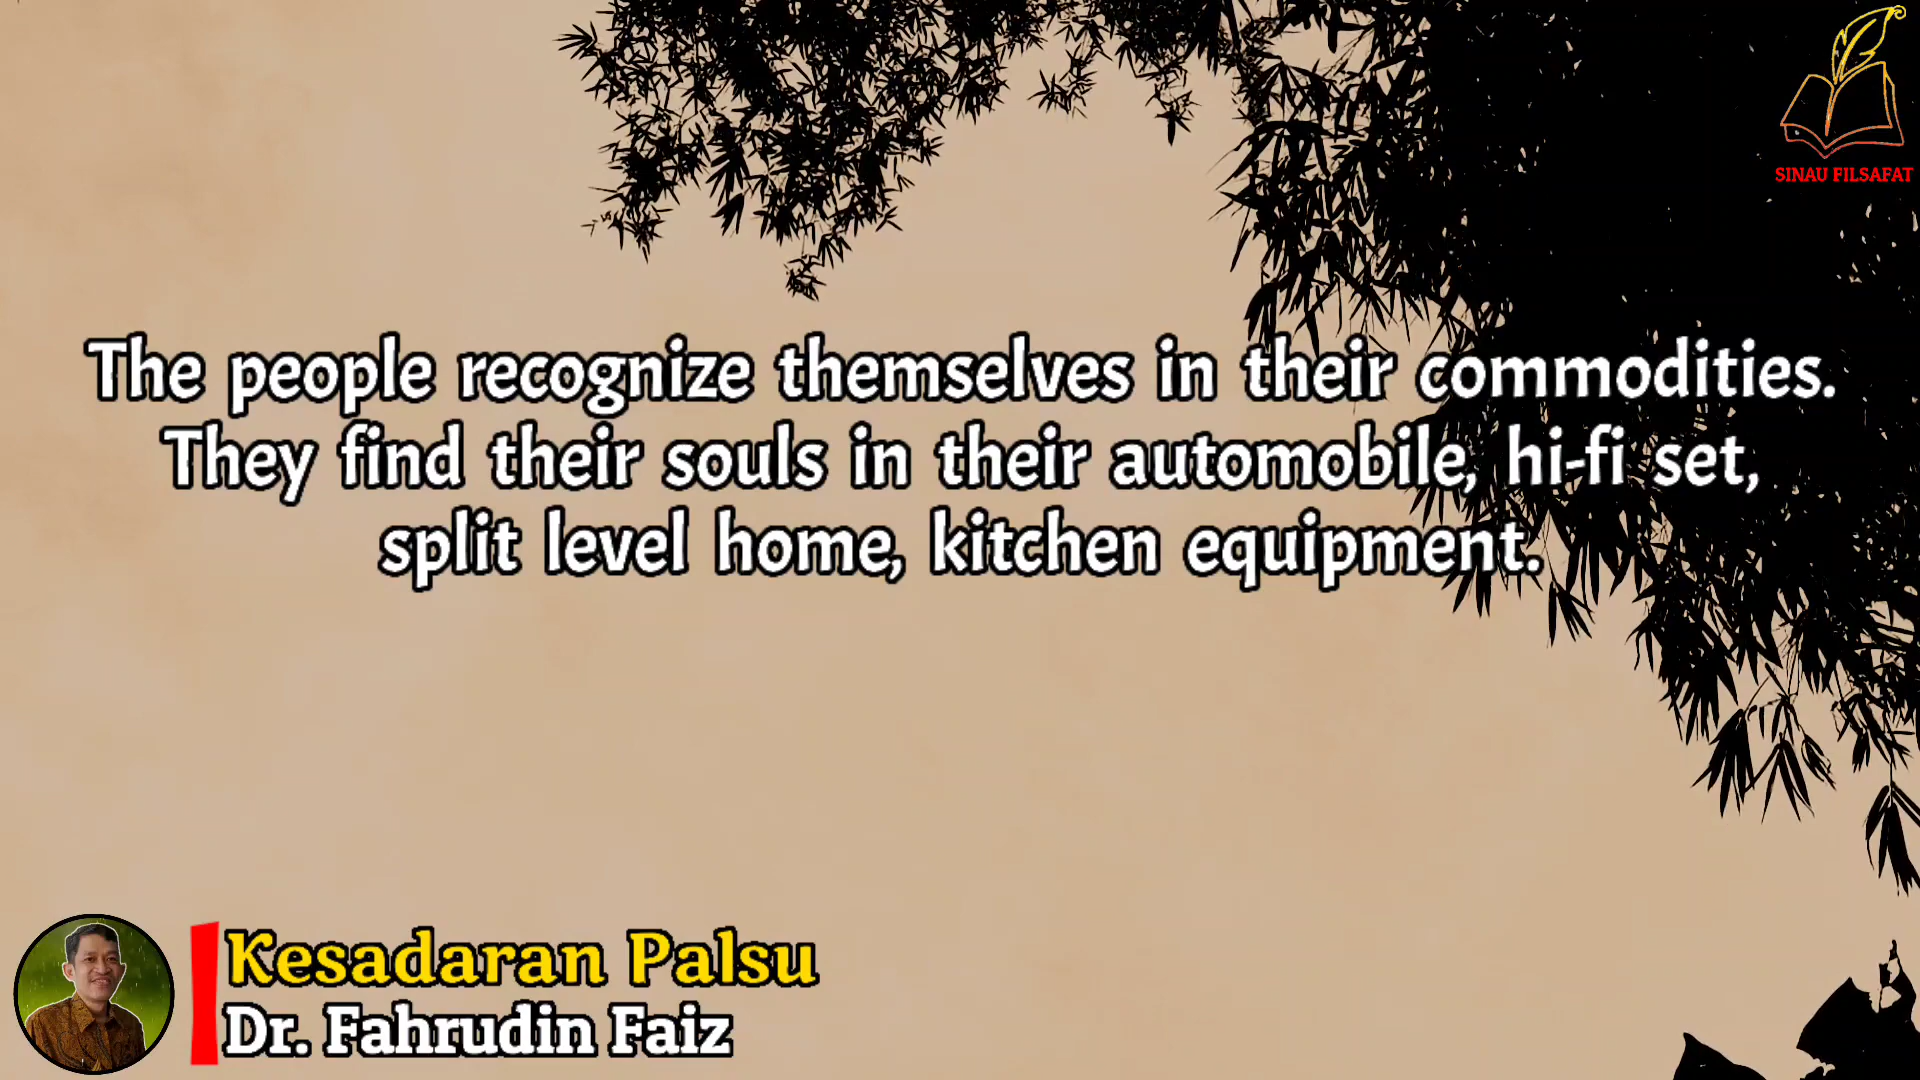 SINAU FILSAFAT
The people recognize themselves in their commodities.
They find their souls in their automobile, hi-fi set,
split level home, kitchen equipment.
Kesadaran Palsu
Dr. Fahrudin Faiz